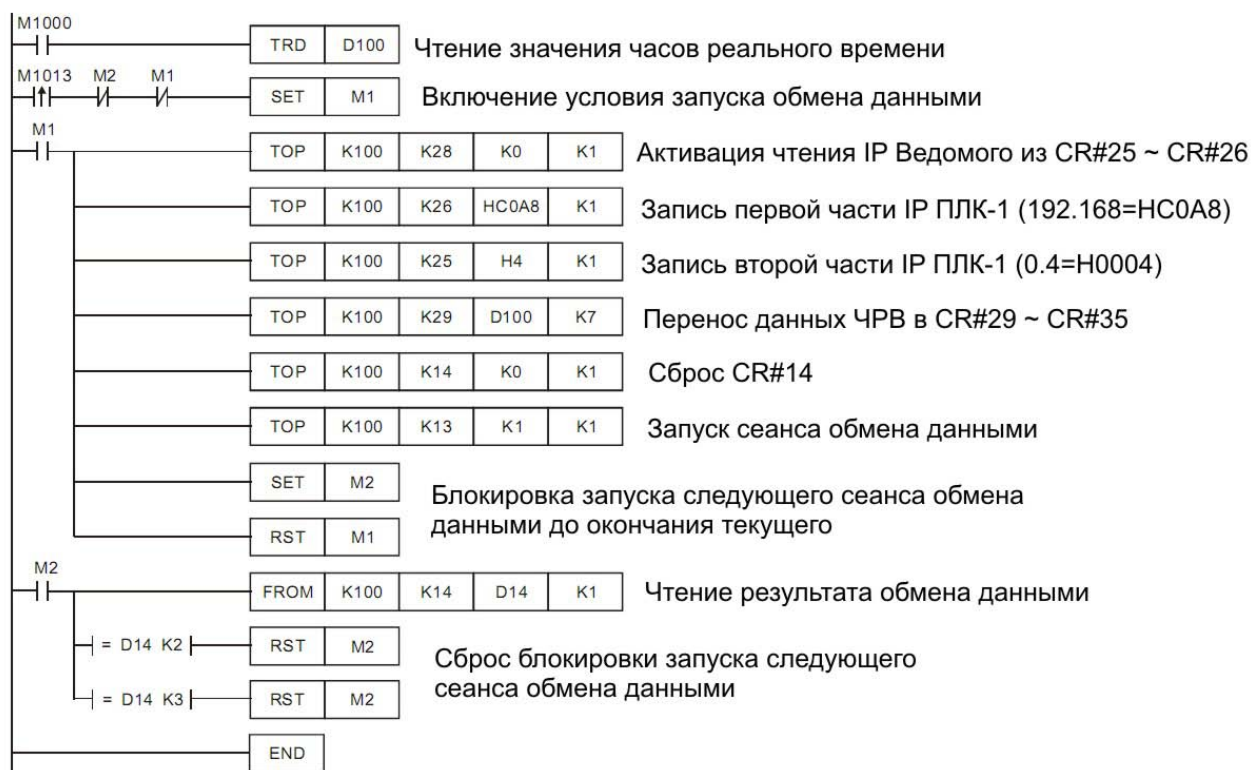 M1000
TRD D100 Чтение значения часов реального времени
M1013 M2 M1
SET M1 Включение условия запуска обмена данными
M1
TOP K100 K28 K0 K1 Активация чтения IP Ведомого из CR#25 ~ CR#26
TOP K100 K26 HC0A8 K1 Запись первой части IP ПЛК-1 (192.168=HC0A8)
TOP K100 K25 H4 K1 Запись второй части IP ПЛК-1 (0.4=H0004)
TOP K100 K29 D100 K7 Перенос данных ЧРВ в CR#29 ~ CR#35
TOP K100 K14 K0 K1 Сброс CR#14
TOP K100 K13 K1 K1 Запуск сеанса обмена данными
SET M2
Блокировка запуска следующего сеанса обмена
данными до окончания текущего
RST M1
M2
FROM K100 K14 D14 K1 Чтение результата обмена данными
= D14 K2 RST M2
Сброс блокировки запуска следующего
сеанса обмена данными
= D14 K3 RST M2
END